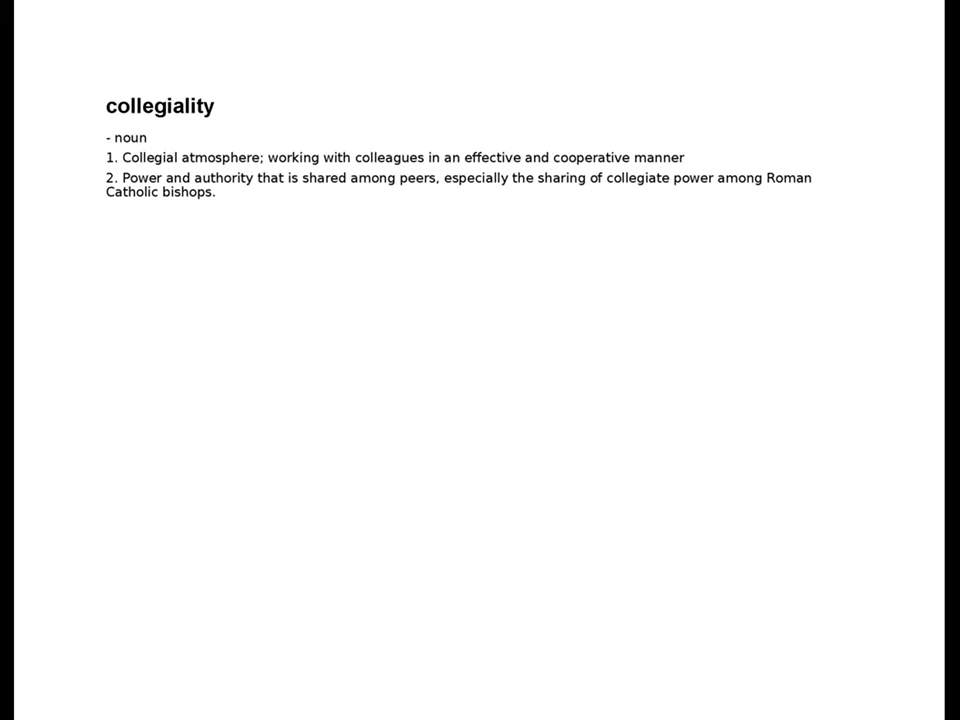 collegiality
- noun
1. Collegial atmosphere; working with colleagues in an effective and cooperative manner
2. Power and authority that is shared among peers, especially the sharing of collegiate power among Roman
Catholic bishops.